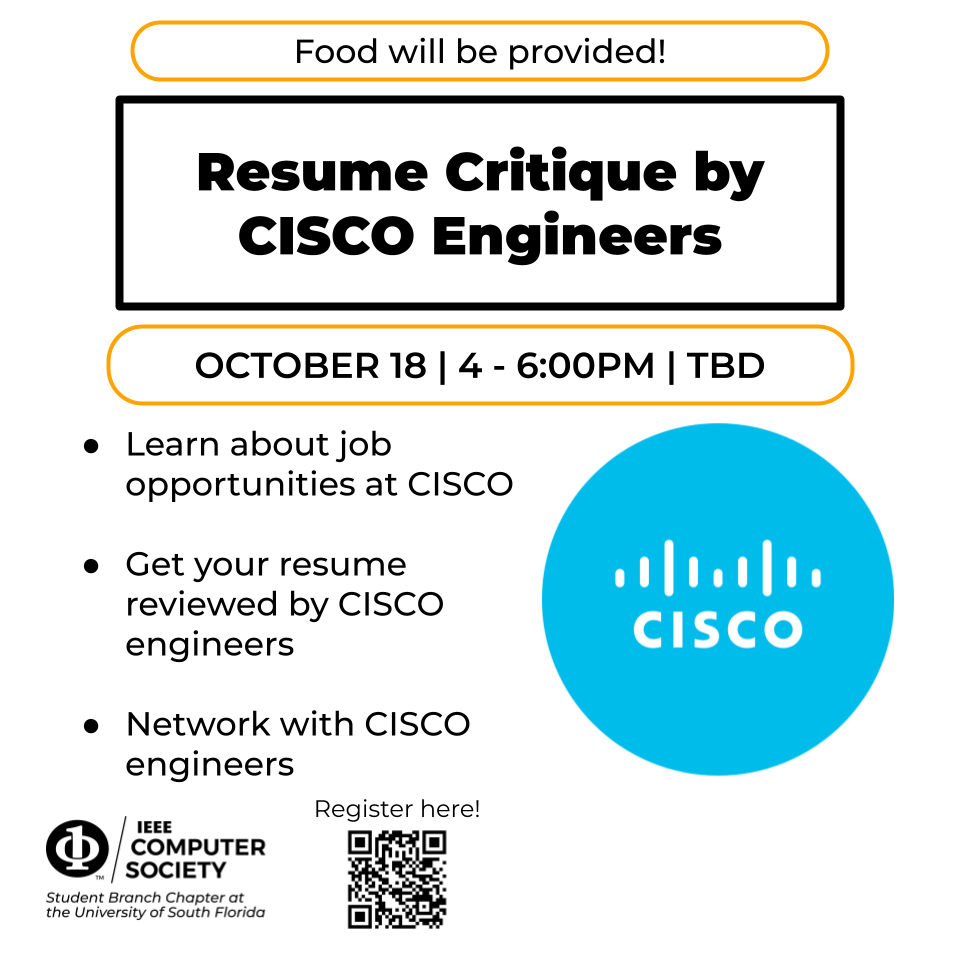 Food will be provided!
Resume Critique by
CISCO Engineers
OCTOBER 18 | 4 - 6:00PM | TBD
● Learn about job
opportunities at CISCO
● Get your resume
reviewed by CISCO
engineers
● Network with CISCO
engineers
CISCO
Register here!
IEEE
COMPUTER
SOCIETY
TM
Student Branch Chapter at
the University of South Florida